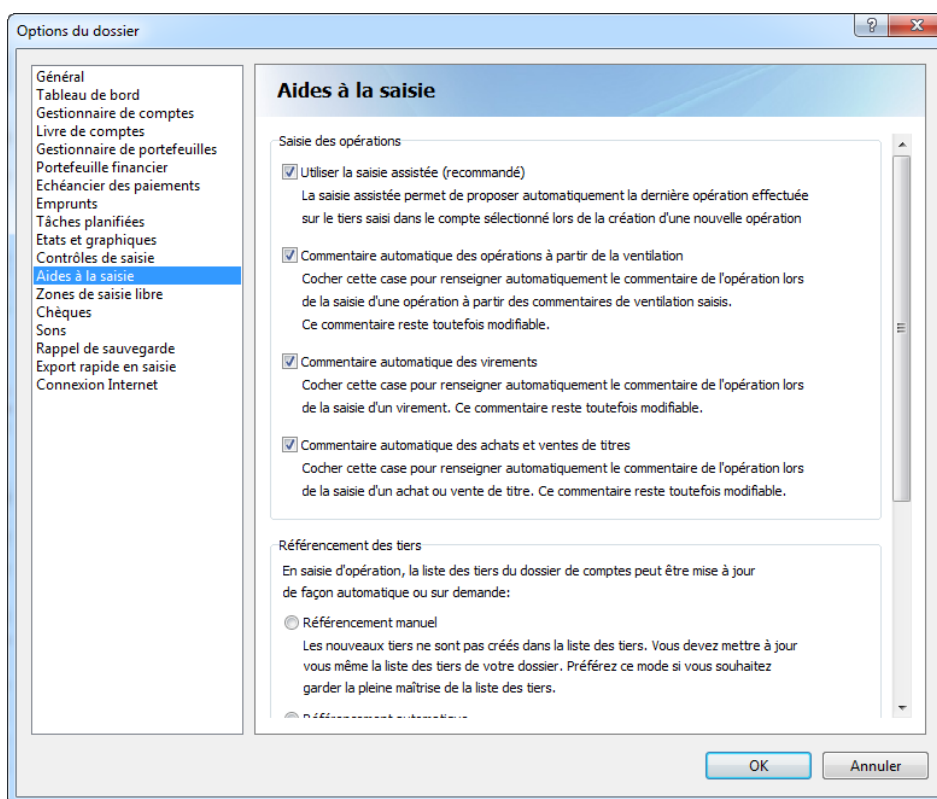 Options du dossier
Général
Tableau de bord
Gestionnaire de comptes
Livre de comptes
Gestionnaire de portefeuilles
Portefeuille financier
Echéancier des paiements
Emprunts
Tâches planifiées
Etats et graphiques
Contrôles de saisie
Aides à la saisie
Zones de saisie libre
Chèques
Sons
Rappel de sauvegarde
Export rapide en saisie
Connexion Internet
Aides à la saisie
Saisie des opérations
Utiliser la saisie assistée (recommandé)
La saisie assistée permet de proposer automatiquement la dernière opération effectuée
sur le tiers saisi dans le compte sélectionné lors de la création d'une nouvelle opération
Commentaire automatique des opérations à partir de la ventilation
Cocher cette case pour renseigner automatiquement le commentaire de l'opération lors
de la saisie d'une opération à partir des commentaires de ventilation saisis.
Ce commentaire reste toutefois modifiable.
Commentaire automatique des virements
Cocher cette case pour renseigner automatiquement le commentaire de l'opération lors
de la saisie d'un virement. Ce commentaire reste toutefois modifiable.
Commentaire automatique des achats et ventes de titres
Cocher cette case pour renseigner automatiquement le commentaire de l'opération lors
de la saisie d'un achat ou vente de titre. Ce commentaire reste toutefois modifiable.
Référencement des tiers
En saisie d'opération, la liste des tiers du dossier de comptes peut être mise à jour
de façon automatique ou sur demande:
Référencement manuel
Les nouveaux tiers ne sont pas créés dans la liste des tiers. Vous devez mettre à jour
vous même la liste des tiers de votre dossier. Préférez ce mode si vous souhaitez
garder la pleine maîtrise de la liste des tiers.
Référencement automatique
OK
Annuler